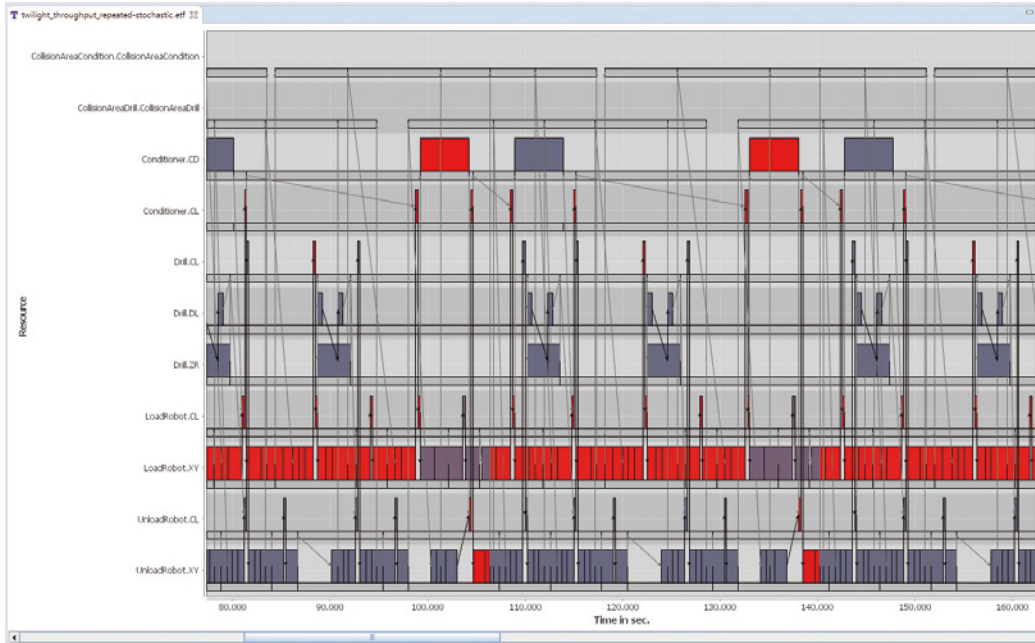 twilight_throughput_repeated-stochastic.etf
CollisionAreaCondition.CollisionAreaCondition
CollisionAreaDrill.CollisionAreaDrill
Conditioner.CD
Conditioner.CL
Drill.CL
Drill.DL
Drill.ZR
LoadRobot.CL
LoadRobot.XY
UnloadRobot.CL
UnloadRobot.XY
Resource
80.000 90.000 100.000 110.000 120.000 130.000 140.000 150.000 160.000
Time in sec.